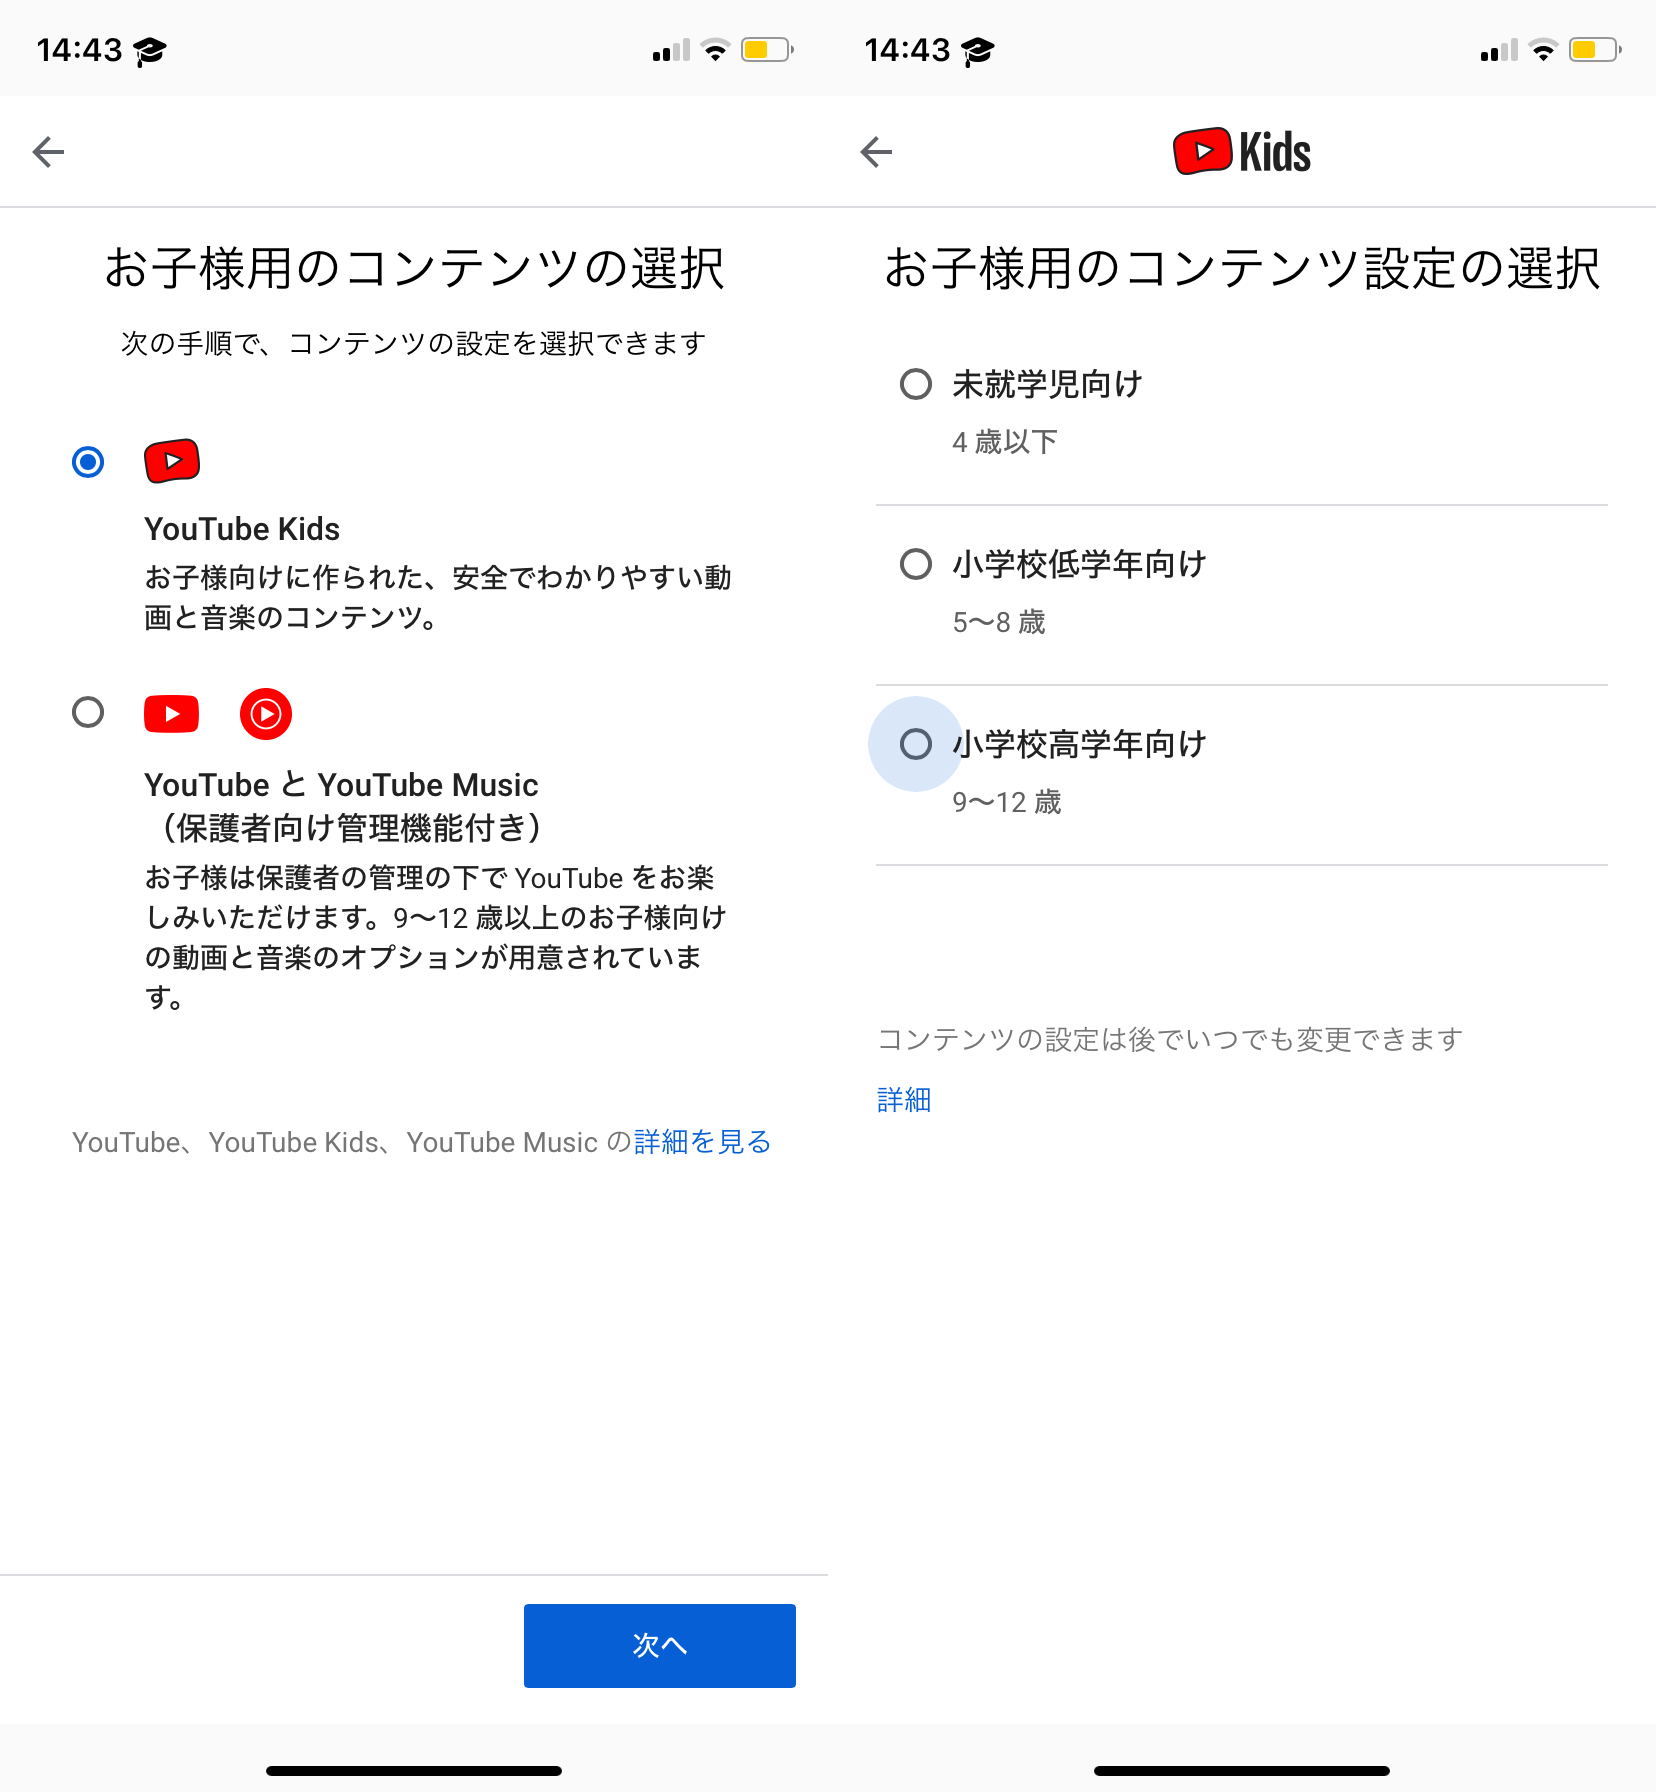 14:43
お子様用のコンテンツの選択
次の手順で、コンテンツの設定を選択できます
YouTube Kids
お子様向けに作られた、安全でわかりやすい動
画と音楽のコンテンツ。
YouTube と YouTube Music
（保護者向け管理機能付き）
お子様は保護者の管理の下で YouTube をお楽
しみいただけます。9〜12 歳以上のお子様向け
の動画と音楽のオプションが用意されていま
す。
YouTube、YouTube Kids、YouTube Music の詳細を見る
次へ
14:43
Kids
お子様用のコンテンツ設定の選択
未就学児向け
4 歳以下
小学校低学年向け
5〜8 歳
小学校高学年向け
9〜12 歳
コンテンツの設定は後でいつでも変更できます
詳細